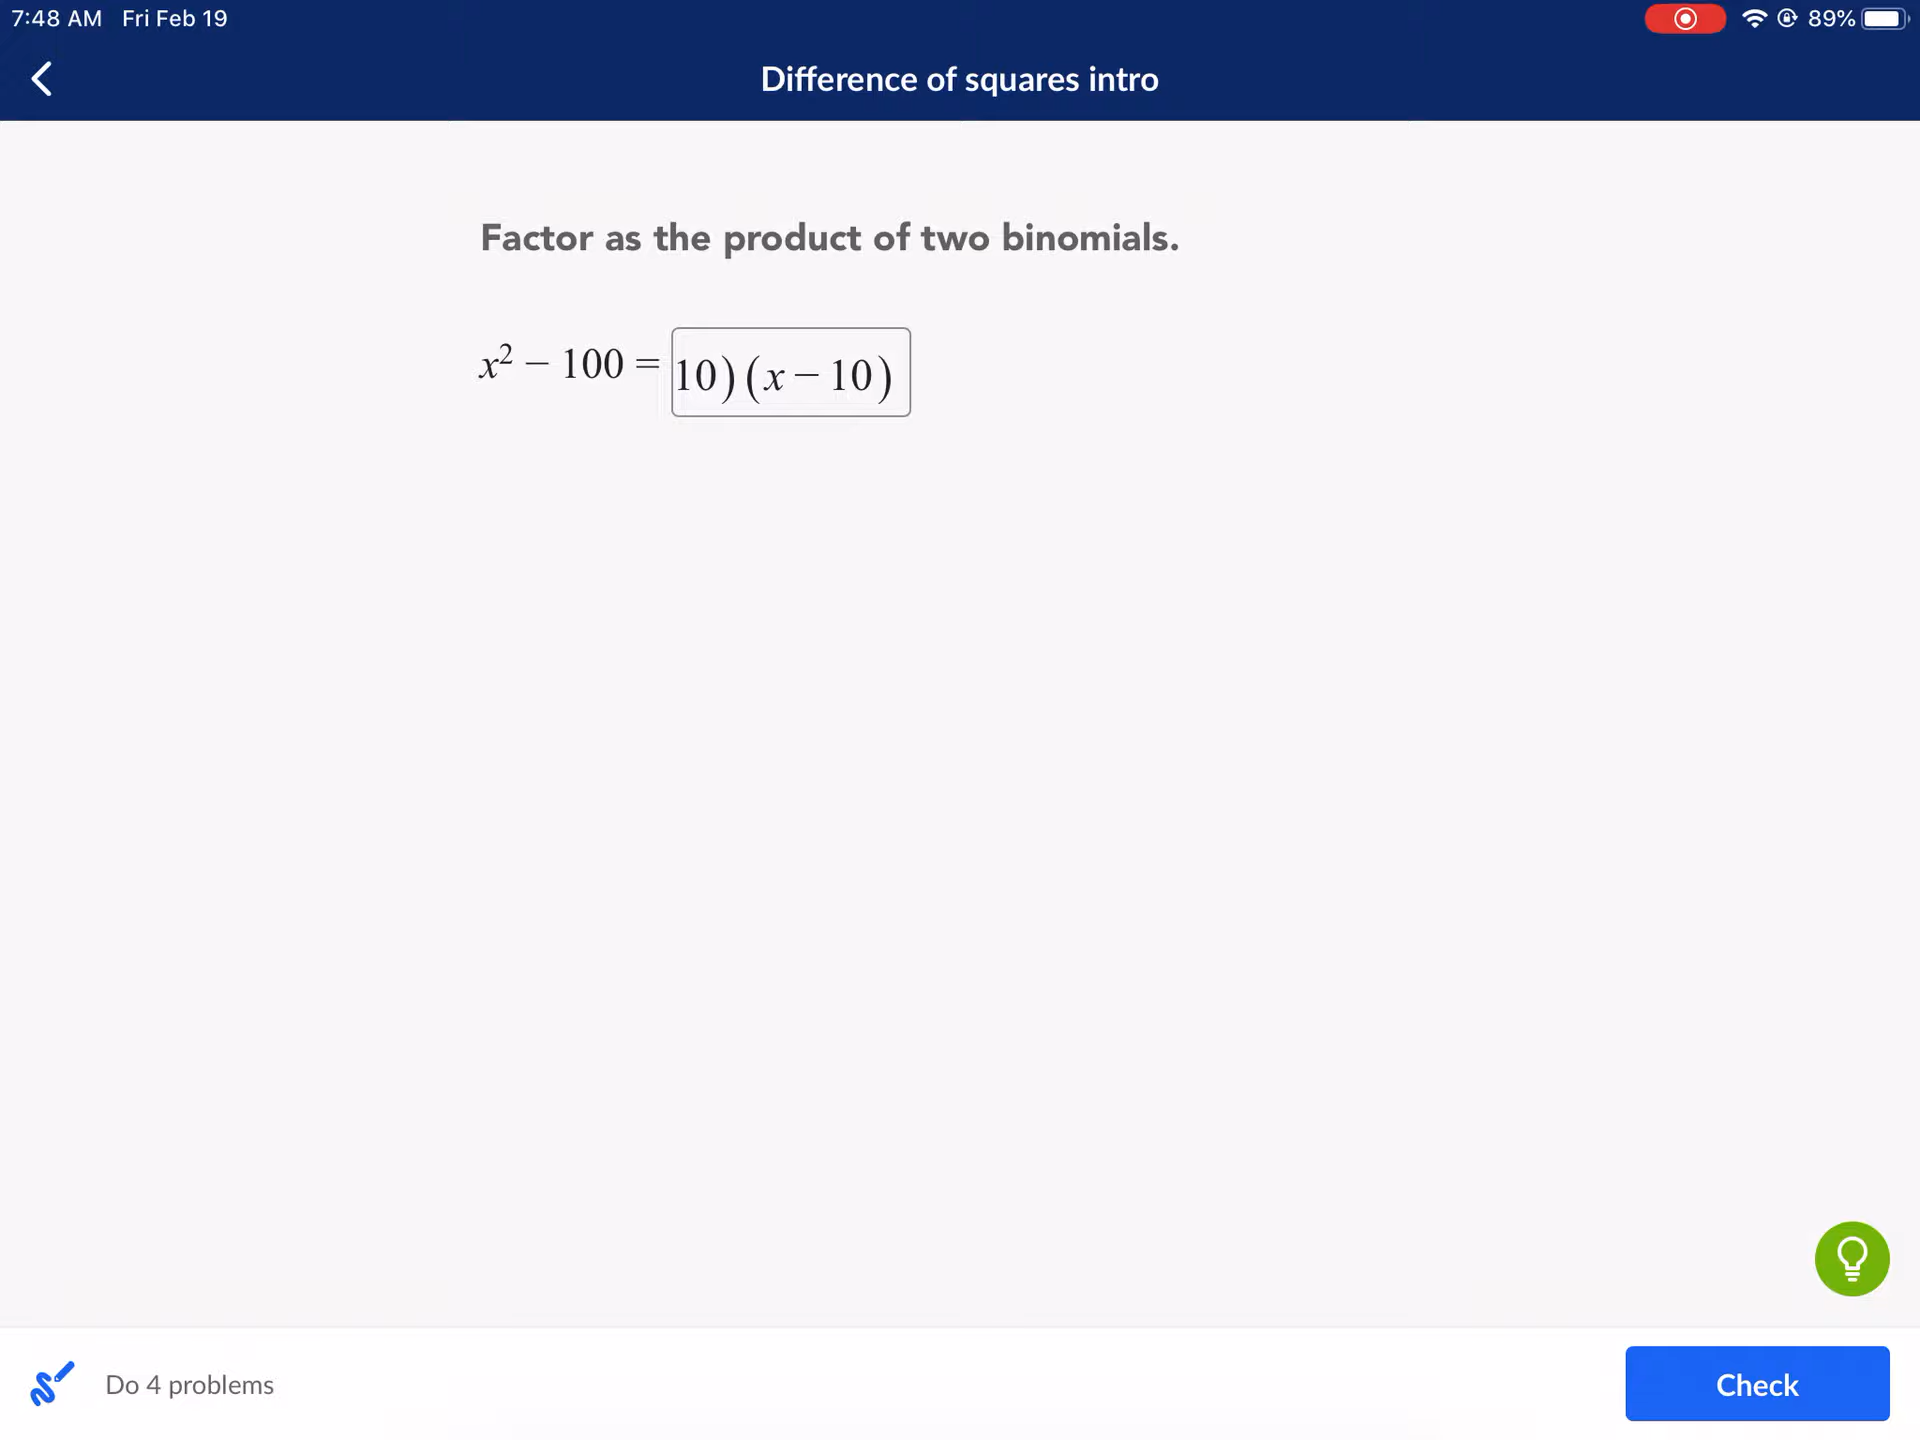 7:48 AM Fri Feb 19 89%
Difference of squares intro
Factor as the product of two binomials.
x² − 100 = 10)(x − 10)
Do 4 problems Check